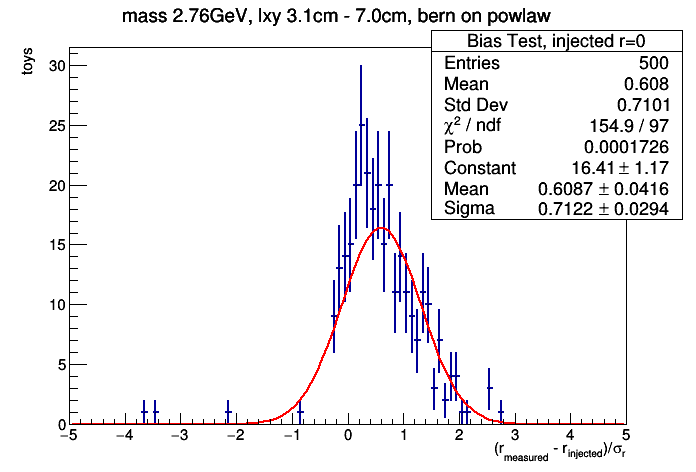 mass 2.76GeV, lxy 3.1cm - 7.0cm, bern on powlaw
Bias Test, injected r=0
Entries 500
Mean 0.608
Std Dev 0.7101
χ² / ndf 154.9 / 97
Prob 0.0001726
Constant 16.41 ± 1.17
Mean 0.6087 ± 0.0416
Sigma 0.7122 ± 0.0294
toys
30
25
20
15
10
5
0
−5 −4 −3 −2 −1 0 1 2 3 4 5
(r_measured - r_injected)/σ_r